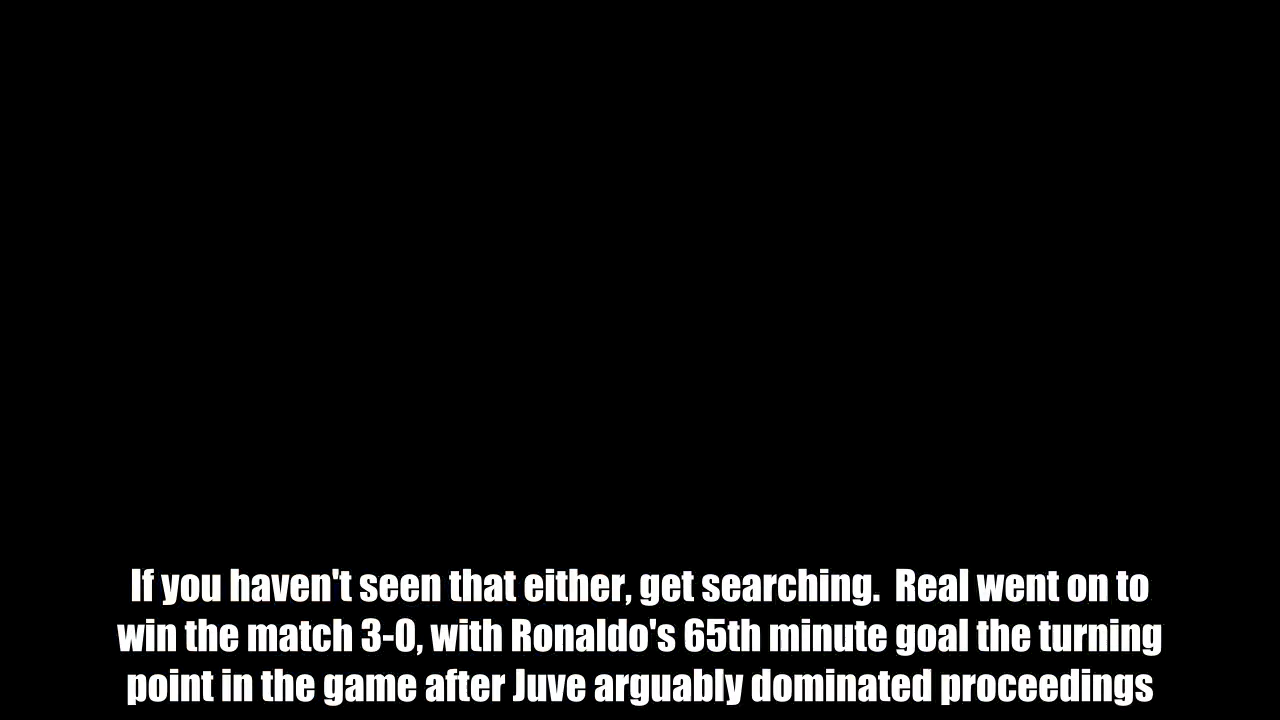 If you haven't seen that either, get searching.  Real went on to
win the match 3-0, with Ronaldo's 65th minute goal the turning
point in the game after Juve arguably dominated proceedings